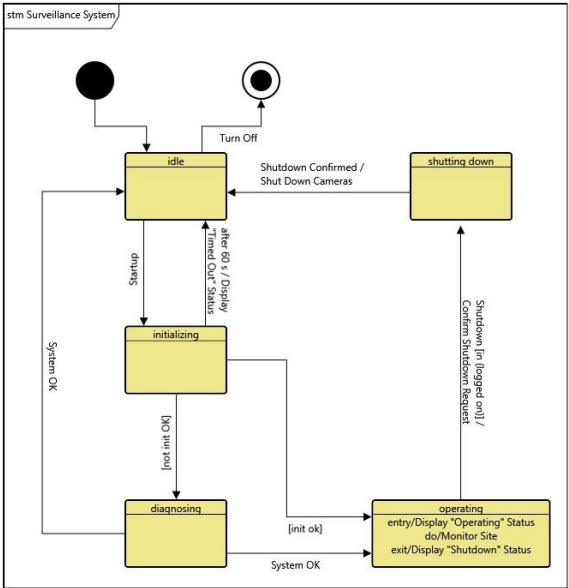 stm Surveillance System
Turn Off
idle
Shutdown Confirmed /
Shut Down Cameras
shutting down
Startup
after 60 s / Display
"Timed Out" Status
Shutdown [in (logged on)] /
Confirm Shutdown Request
initializing
System OK
[not init OK]
[init ok]
diagnosing
System OK
operating
entry/Display "Operating" Status
do/Monitor Site
exit/Display "Shutdown" Status